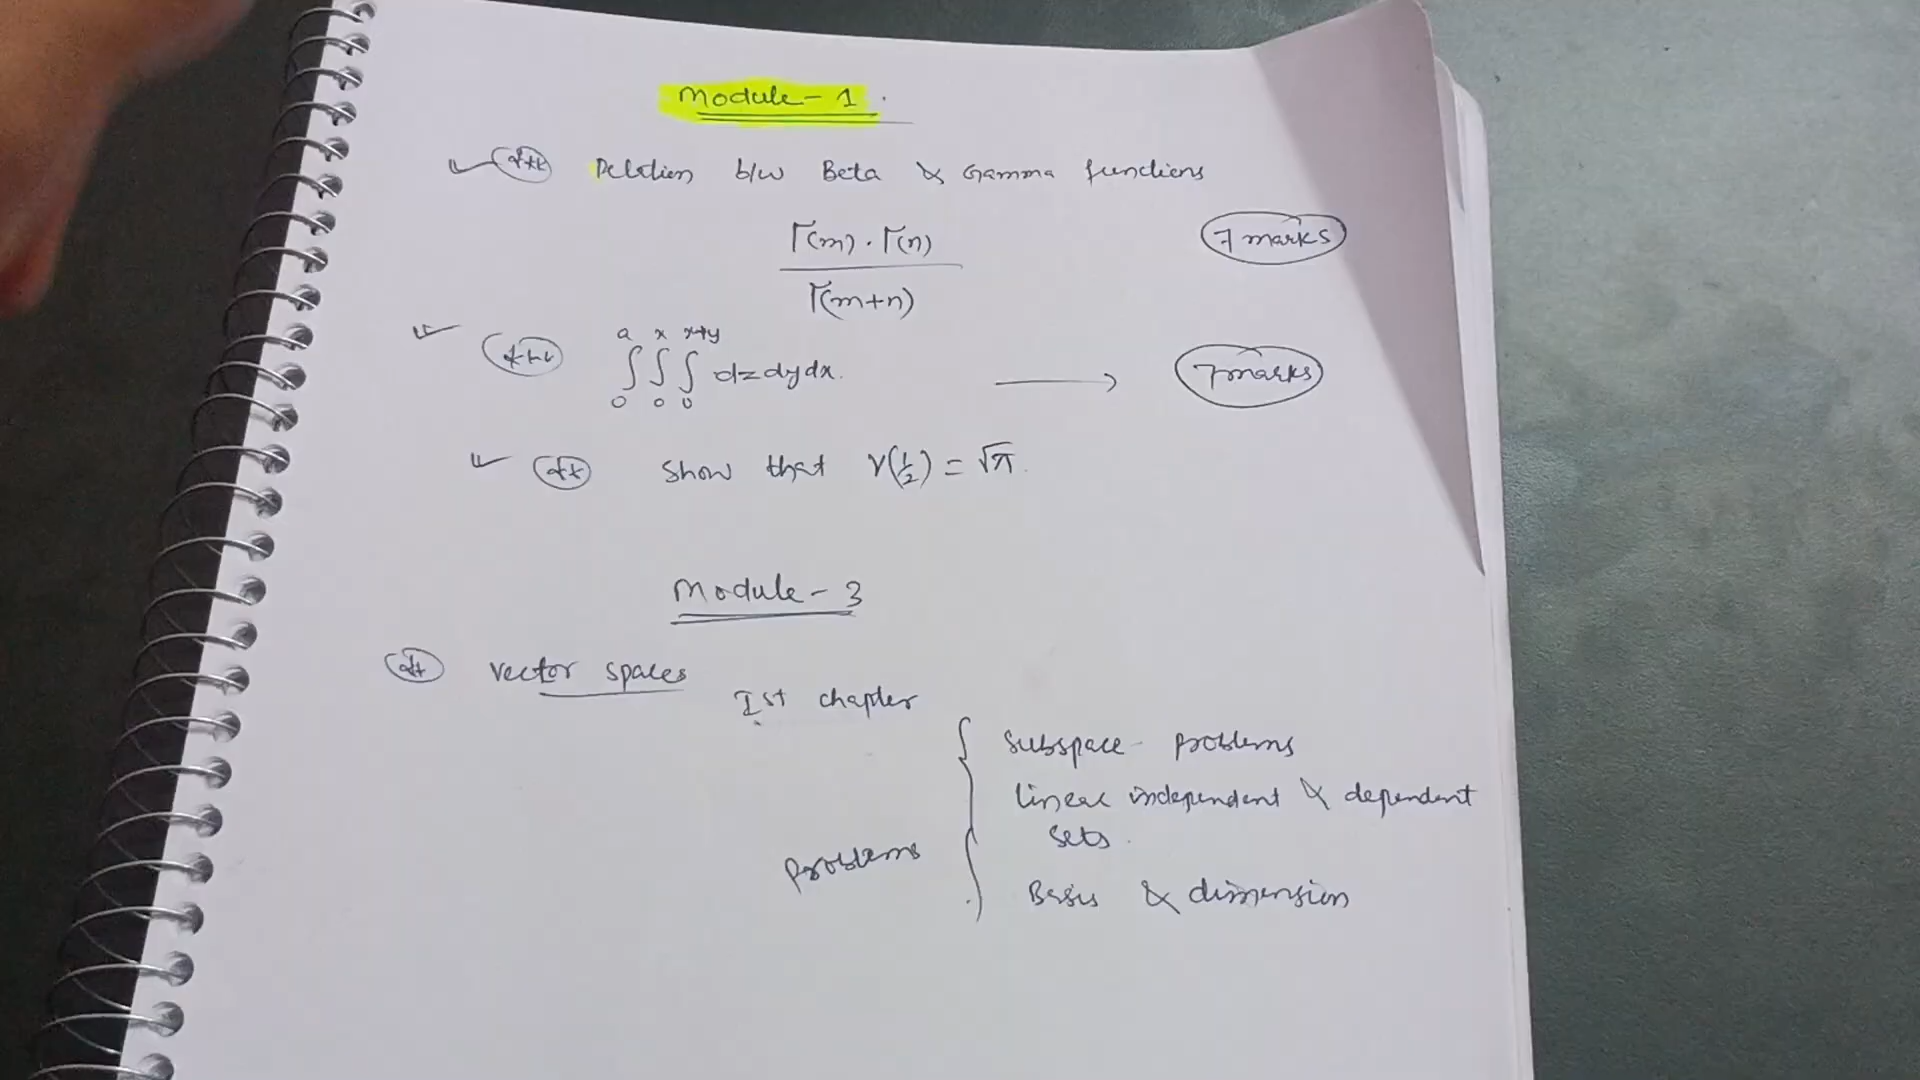 Module - 1
Relation b/w Beta & Gamma functions
Γ(m) . Γ(n)
7 marks
Γ(m+n)
a x x+y
∫ ∫ ∫ dz dy dx. → 7 marks
0 0 0
Show that γ(1/2) = √π.
Module - 3
Vector spaces
Ist chapter
Subspace - problems
linear independent & dependent
sets.
problems
Basis & dimension